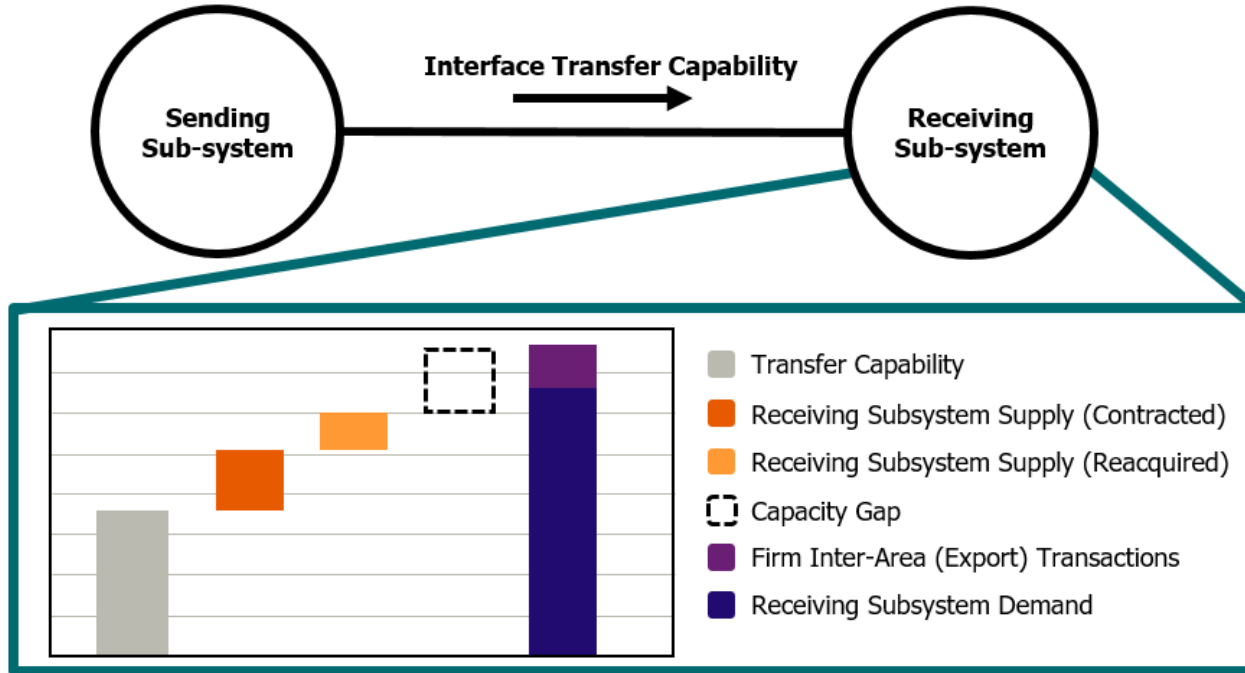 Interface Transfer Capability
Sending
Sub-system
Receiving
Sub-system
Transfer Capability
Receiving Subsystem Supply (Contracted)
Receiving Subsystem Supply (Reacquired)
Capacity Gap
Firm Inter-Area (Export) Transactions
Receiving Subsystem Demand